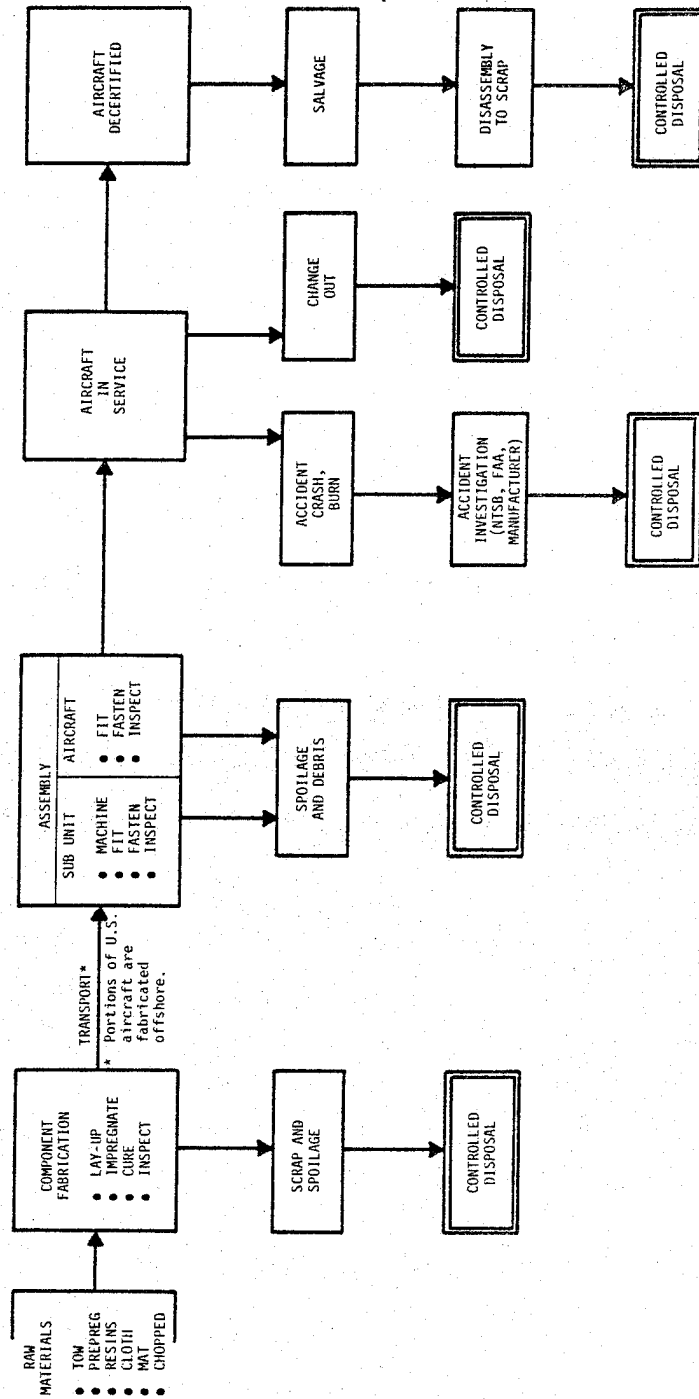 RAW
MATERIALS
• TOW
• PREPREG
• RESINS
• CLOTH
• MAT
• CHOPPED
COMPONENT
FABRICATION
• LAY-UP
• IMPREGNATE
• CURE
• INSPECT
TRANSPORT*
* Portions of U.S.
aircraft are
fabricated
offshore.
ASSEMBLY
SUB UNIT
• MACHINE
• FIT
• FASTEN
• INSPECT
AIRCRAFT
• FIT
• FASTEN
• INSPECT
AIRCRAFT
IN
SERVICE
AIRCRAFT
DECERTIFIED
SCRAP AND
SPOILAGE
SPOILAGE
AND DEBRIS
ACCIDENT
CRASH,
BURN
CHANGE
OUT
SALVAGE
CONTROLLED
DISPOSAL
CONTROLLED
DISPOSAL
ACCIDENT
INVESTIGATION
(NTSB, FAA,
MANUFACTURER)
CONTROLLED
DISPOSAL
DISASSEMBLY
TO SCRAP
CONTROLLED
DISPOSAL
CONTROLLED
DISPOSAL